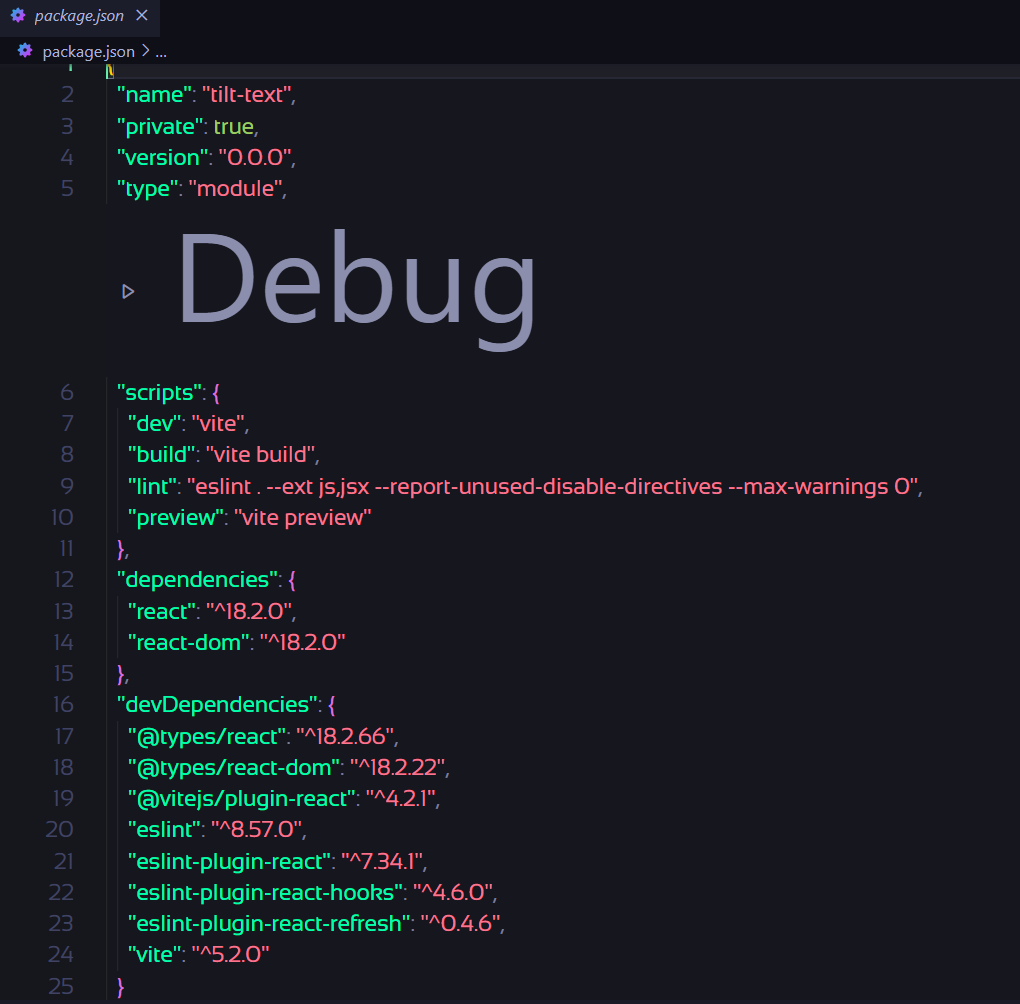 package.json
package.json > ...
1 {
2 "name": "tilt-text",
3 "private": true,
4 "version": "0.0.0",
5 "type": "module",
Debug
6 "scripts": {
7 "dev": "vite",
8 "build": "vite build",
9 "lint": "eslint . --ext js,jsx --report-unused-disable-directives --max-warnings 0",
10 "preview": "vite preview"
11 },
12 "dependencies": {
13 "react": "^18.2.0",
14 "react-dom": "^18.2.0"
15 },
16 "devDependencies": {
17 "@types/react": "^18.2.66",
18 "@types/react-dom": "^18.2.22",
19 "@vitejs/plugin-react": "^4.2.1",
20 "eslint": "^8.57.0",
21 "eslint-plugin-react": "^7.34.1",
22 "eslint-plugin-react-hooks": "^4.6.0",
23 "eslint-plugin-react-refresh": "^0.4.6",
24 "vite": "^5.2.0"
25 }